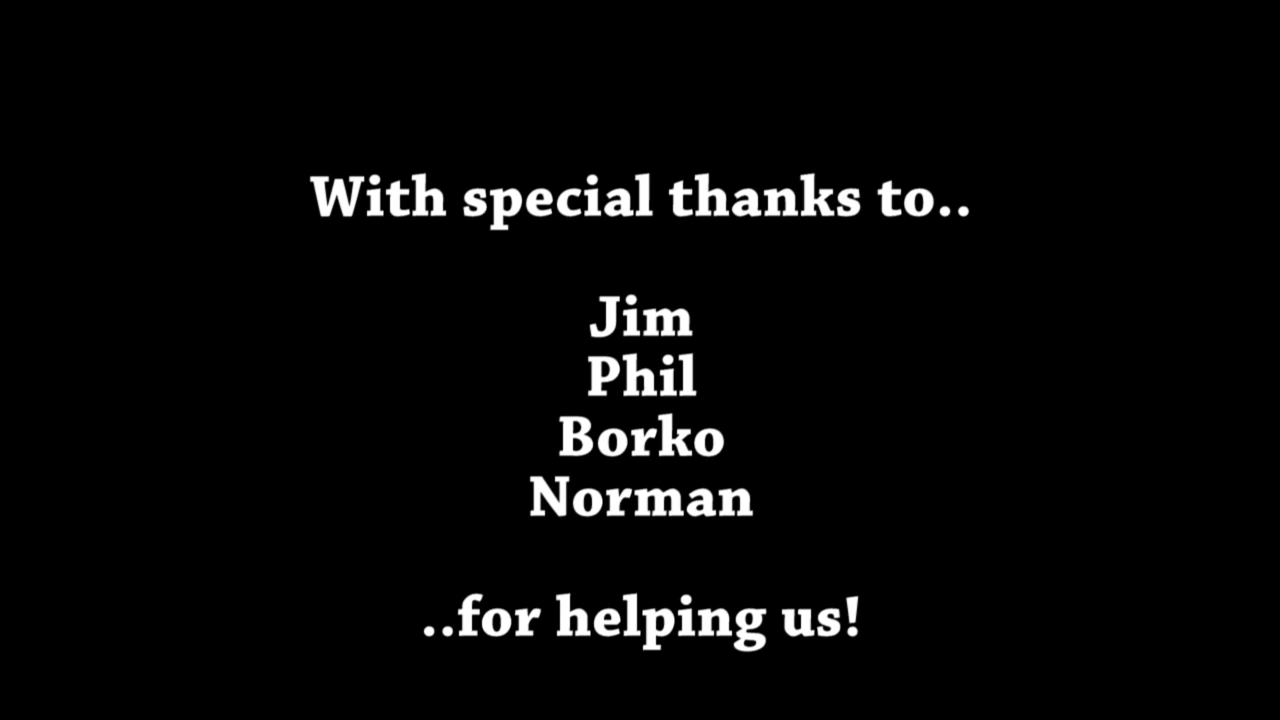 With special thanks to..
Jim
Phil
Borko
Norman
..for helping us!